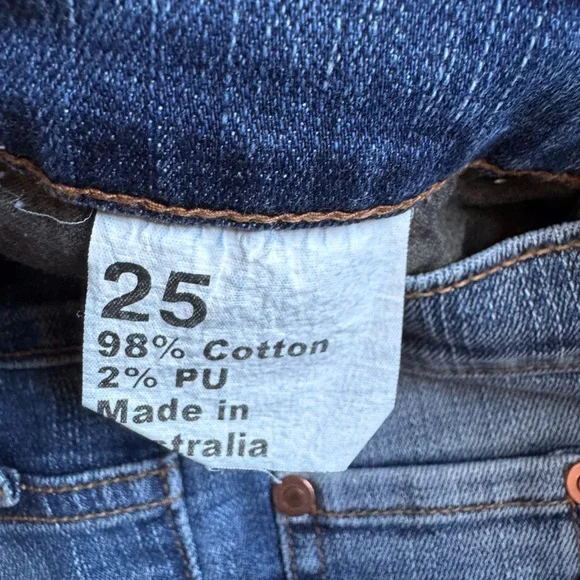 25
98% Cotton
2% PU
Made in
tralia